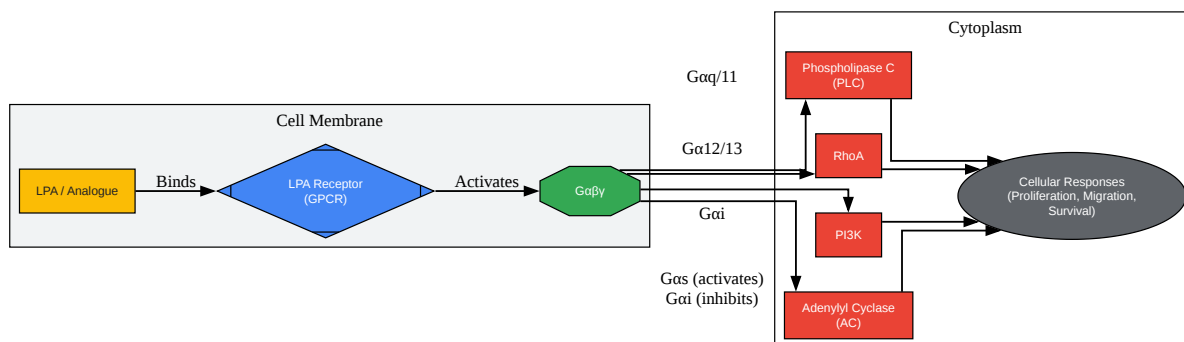 Cytoplasm
Phospholipase C
(PLC)
Gαq/11
Cell Membrane
LPA / Analogue
Binds
LPA Receptor
(GPCR)
Activates
Gαβγ
Gα12/13
RhoA
Cellular Responses
(Proliferation, Migration,
Survival)
Gαi
PI3K
Gαs (activates)
Gαi (inhibits)
Adenylyl Cyclase
(AC)